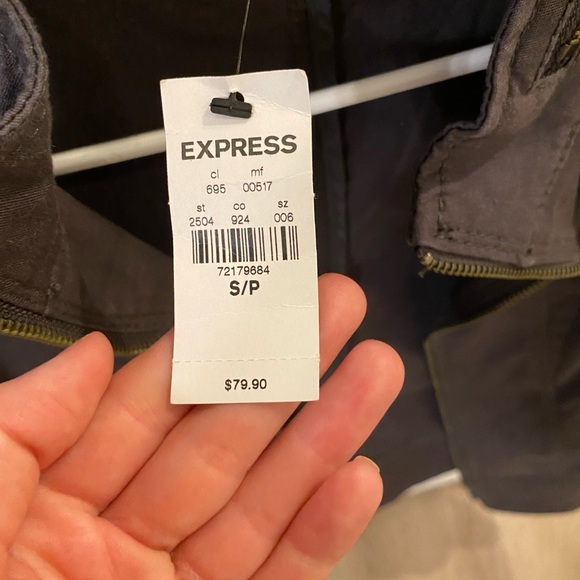 EXPRESS
cl mf
695 00517
st co sz
2504 924 006
72179684
S/P
$79.90